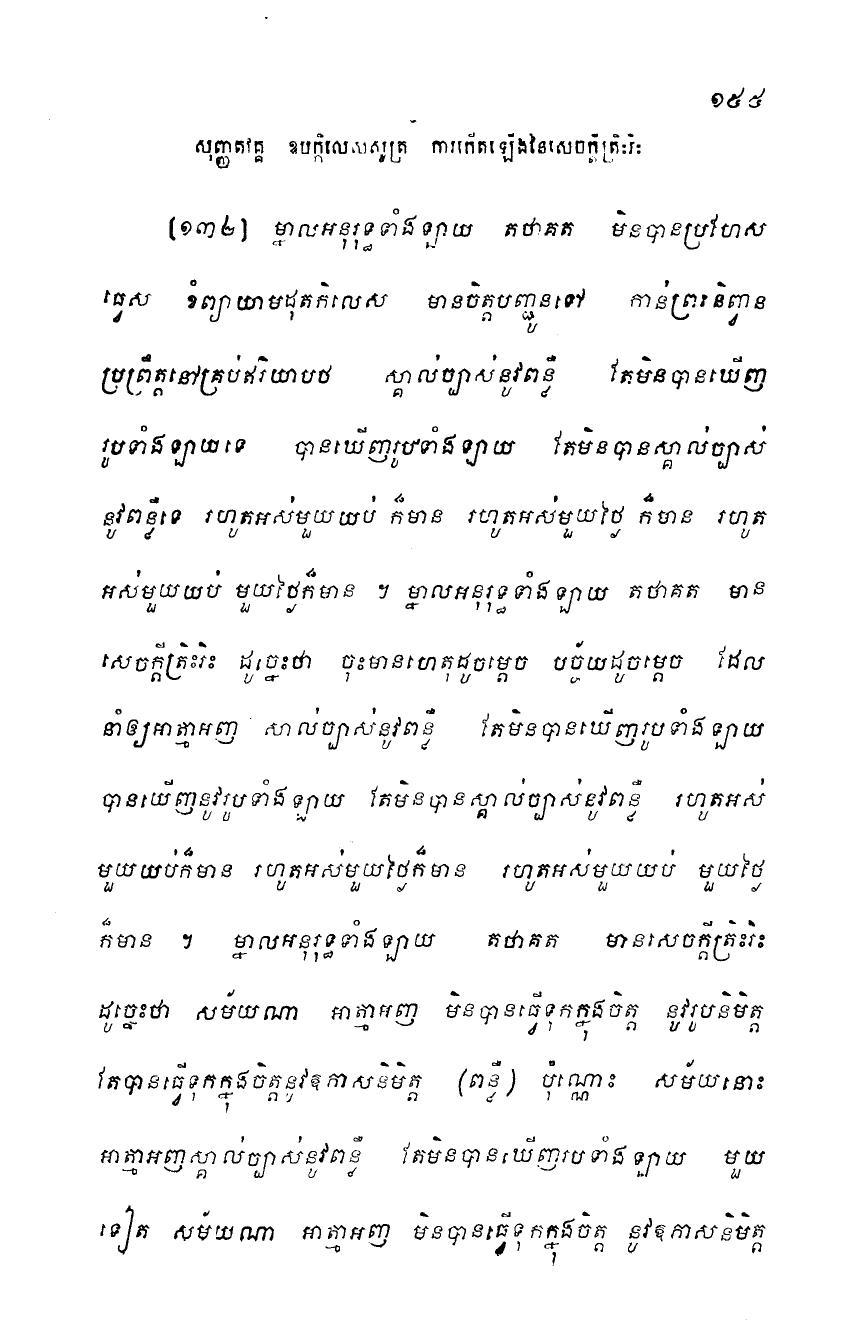 ១៥៥
សុញ្ញតវគ្គ ឧបក្កិលេសសូត្រ ការកើតឡើងនៃសេចក្តីត្រិះរិះ
[១៣៤] ម្នាលអនុរុទ្ធទាំងឡាយ តថាគត មិនបានប្រហែស
ធ្វេស ខំព្យាយាមដុតកិលេស មានចិត្តបញ្ជូនទៅ កាន់ព្រះនិព្វាន
ប្រព្រឹត្តនៅគ្រប់ឥរិយាបថ ស្គាល់ច្បាស់នូវពន្លឺ តែមិនបានឃើញ
រូបទាំងឡាយទេ បានឃើញរូបទាំងឡាយ តែមិនបានស្គាល់ច្បាស់
នូវពន្លឺទេ រហូតអស់មួយយប់ ក៏មាន រហូតអស់មួយថ្ងៃ ក៏មាន រហូត
អស់មួយយប់ មួយថ្ងៃក៏មាន ។ ម្នាលអនុរុទ្ធទាំងឡាយ តថាគត មាន
សេចក្តីត្រិះរិះ ដូច្នេះថា ចុះមានហេតុដូចម្តេច បច្ច័យដូចម្តេច ដែល
នាំឲ្យអាត្មាអញ ស្គាល់ច្បាស់នូវពន្លឺ តែមិនបានឃើញរូបទាំងឡាយ
បានឃើញនូវរូបទាំងឡាយ តែមិនបានស្គាល់ច្បាស់នូវពន្លឺ រហូតអស់
មួយយប់ក៏មាន រហូតអស់មួយថ្ងៃក៏មាន រហូតអស់មួយយប់ មួយថ្ងៃ
ក៏មាន ។ ម្នាលអនុរុទ្ធទាំងឡាយ តថាគត មានសេចក្តីត្រិះរិះ
ដូច្នេះថា សម័យណា អាត្មាអញ មិនបានធ្វើទុកក្នុងចិត្ត នូវរូបនិមិត្ត
តែបានធ្វើទុកក្នុងចិត្តនូវឱកាសនិមិត្ត (ពន្លឺ) ប៉ុណ្ណោះ សម័យនោះ
អាត្មាអញស្គាល់ច្បាស់នូវពន្លឺ តែមិនបានឃើញរូបទាំងឡាយ មួយ
ទៀត សម័យណា អាត្មាអញ មិនបានធ្វើទុកក្នុងចិត្ត នូវឱកាសនិមិត្ត